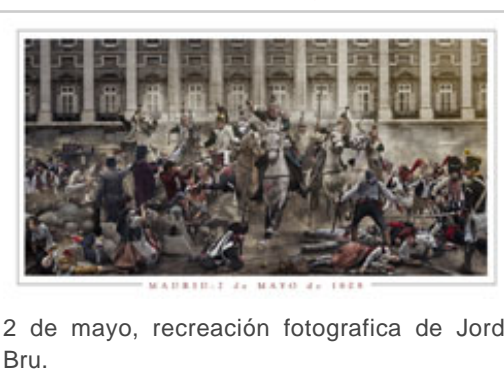 MADRID, 2 de MAYO de 1808
2 de mayo, recreación fotografica de Jord
Bru.